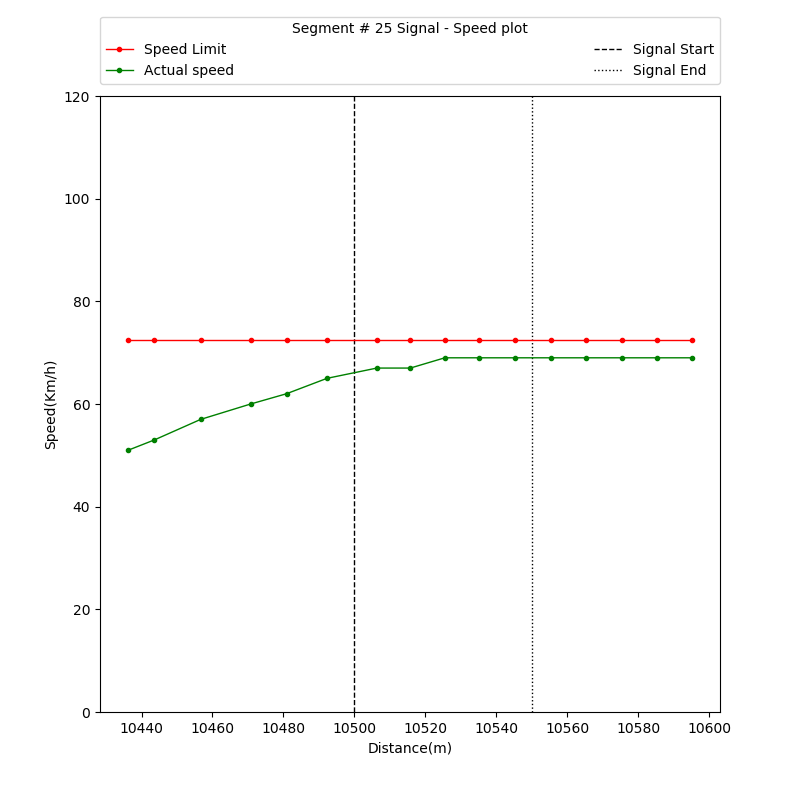 Segment # 25 Signal - Speed plot
Speed Limit
Actual speed
Signal Start
Signal End
120
100
80
60
40
20
0
Speed(Km/h)
10440 10460 10480 10500 10520 10540 10560 10580 10600
Distance(m)